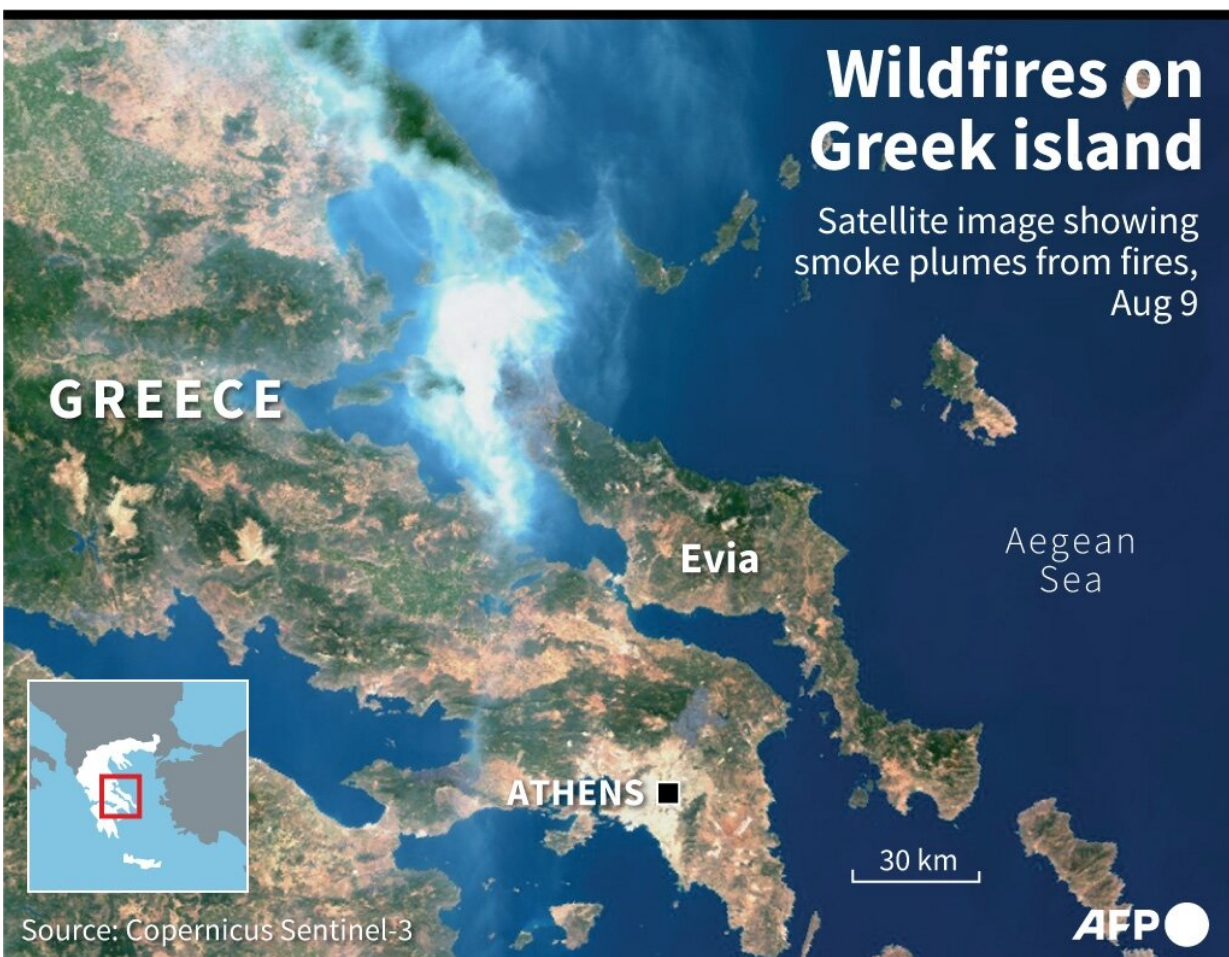 Wildfires on
Greek island
Satellite image showing
smoke plumes from fires,
Aug 9
GREECE
Evia
Aegean
Sea
ATHENS
30 km
Source: Copernicus Sentinel-3
AFP